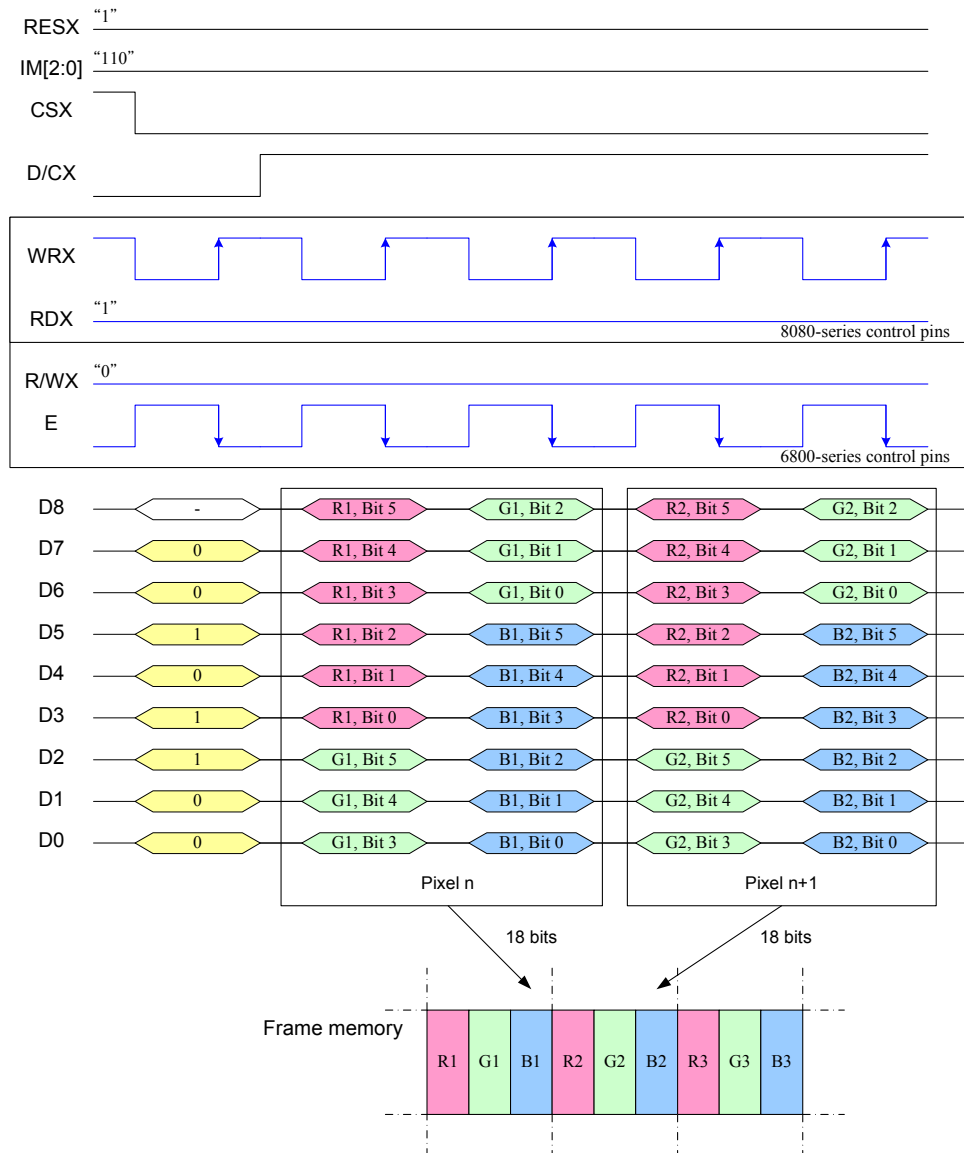 RESX “1”
IM[2:0] “110”
CSX
D/CX
WRX
RDX “1”
8080-series control pins
R/WX “0”
E
6800-series control pins
D8 - R1, Bit 5 G1, Bit 2 R2, Bit 5 G2, Bit 2
D7 0 R1, Bit 4 G1, Bit 1 R2, Bit 4 G2, Bit 1
D6 0 R1, Bit 3 G1, Bit 0 R2, Bit 3 G2, Bit 0
D5 1 R1, Bit 2 B1, Bit 5 R2, Bit 2 B2, Bit 5
D4 0 R1, Bit 1 B1, Bit 4 R2, Bit 1 B2, Bit 4
D3 1 R1, Bit 0 B1, Bit 3 R2, Bit 0 B2, Bit 3
D2 1 G1, Bit 5 B1, Bit 2 G2, Bit 5 B2, Bit 2
D1 0 G1, Bit 4 B1, Bit 1 G2, Bit 4 B2, Bit 1
D0 0 G1, Bit 3 B1, Bit 0 G2, Bit 3 B2, Bit 0
Pixel n Pixel n+1
18 bits 18 bits
Frame memory
R1 G1 B1 R2 G2 B2 R3 G3 B3